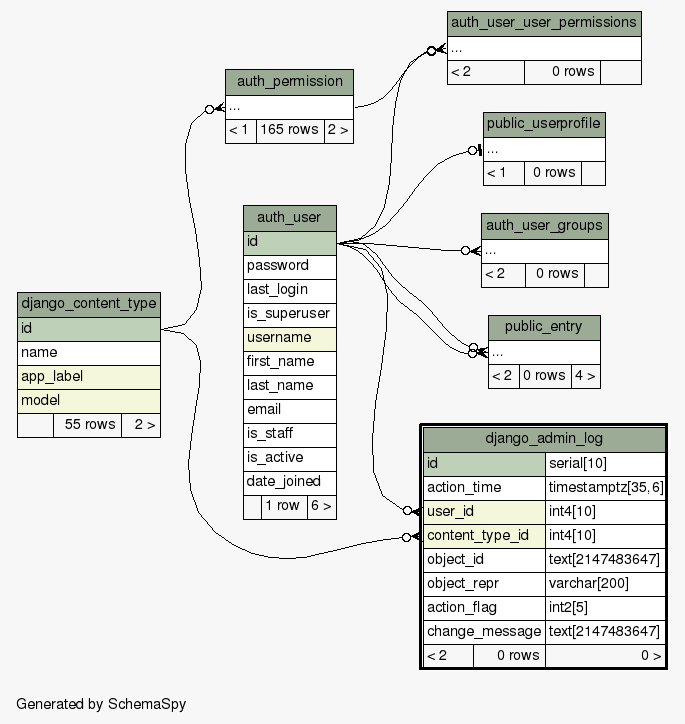 auth_user_user_permissions
...
< 2 0 rows
auth_permission
...
< 1 165 rows 2 >
public_userprofile
...
< 1 0 rows
auth_user
id
password
last_login
is_superuser
username
first_name
last_name
email
is_staff
is_active
date_joined
1 row 6 >
auth_user_groups
...
< 2 0 rows
django_content_type
id
name
app_label
model
55 rows 2 >
public_entry
...
< 2 0 rows 4 >
django_admin_log
id serial[10]
action_time timestamptz[35,6]
user_id int4[10]
content_type_id int4[10]
object_id text[2147483647]
object_repr varchar[200]
action_flag int2[5]
change_message text[2147483647]
< 2 0 rows 0 >
Generated by SchemaSpy